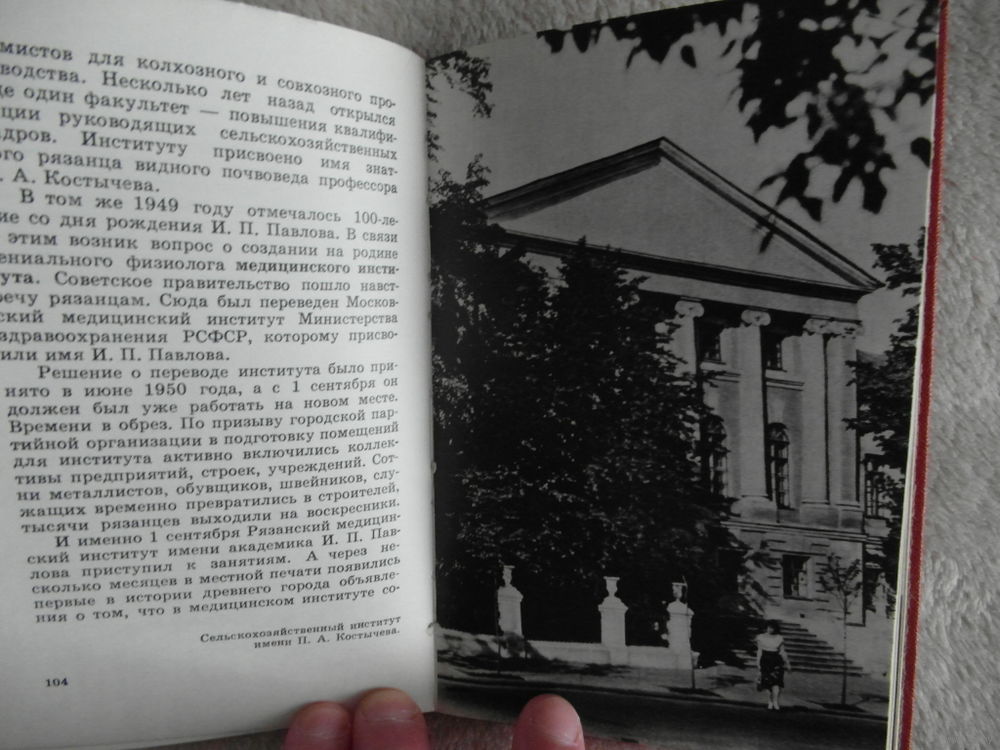 мистов для колхозного и совхозного про-
водства. Несколько лет назад открылся
де один факультет — повышения квалифи-
ции руководящих сельскохозяйственных
дров. Институту присвоено имя знат-
ого рязанца видного почвоведа профессора
. А. Костычева.
В том же 1949 году отмечалось 100-ле-
ие со дня рождения И. П. Павлова. В связи
этим возник вопрос о создании на родине
ениального физиолога медицинского инсти-
ута. Советское правительство пошло навст-
речу рязанцам. Сюда был переведен Москов-
ский медицинский институт Министерства
здравоохранения РСФСР, которому присво-
или имя И. П. Павлова.
Решение о переводе института было при-
нято в июне 1950 года, а с 1 сентября он
должен был уже работать на новом месте.
Времени в обрез. По призыву городской пар-
тийной организации в подготовку помещений
для института активно включились коллек-
тивы предприятий, строек, учреждений. Сот-
ни металлистов, обувщиков, швейников, слу-
жащих временно превратились в строителей,
тысячи рязанцев выходили на воскресники.
И именно 1 сентября Рязанский медицин-
ский институт имени академика И. П. Пав-
лова приступил к занятиям. А через не-
сколько месяцев в местной печати появились
первые в истории древнего города объявле-
ния о том, что в медицинском институте со-
Сельскохозяйственный институт
имени П. А. Костычева.
104